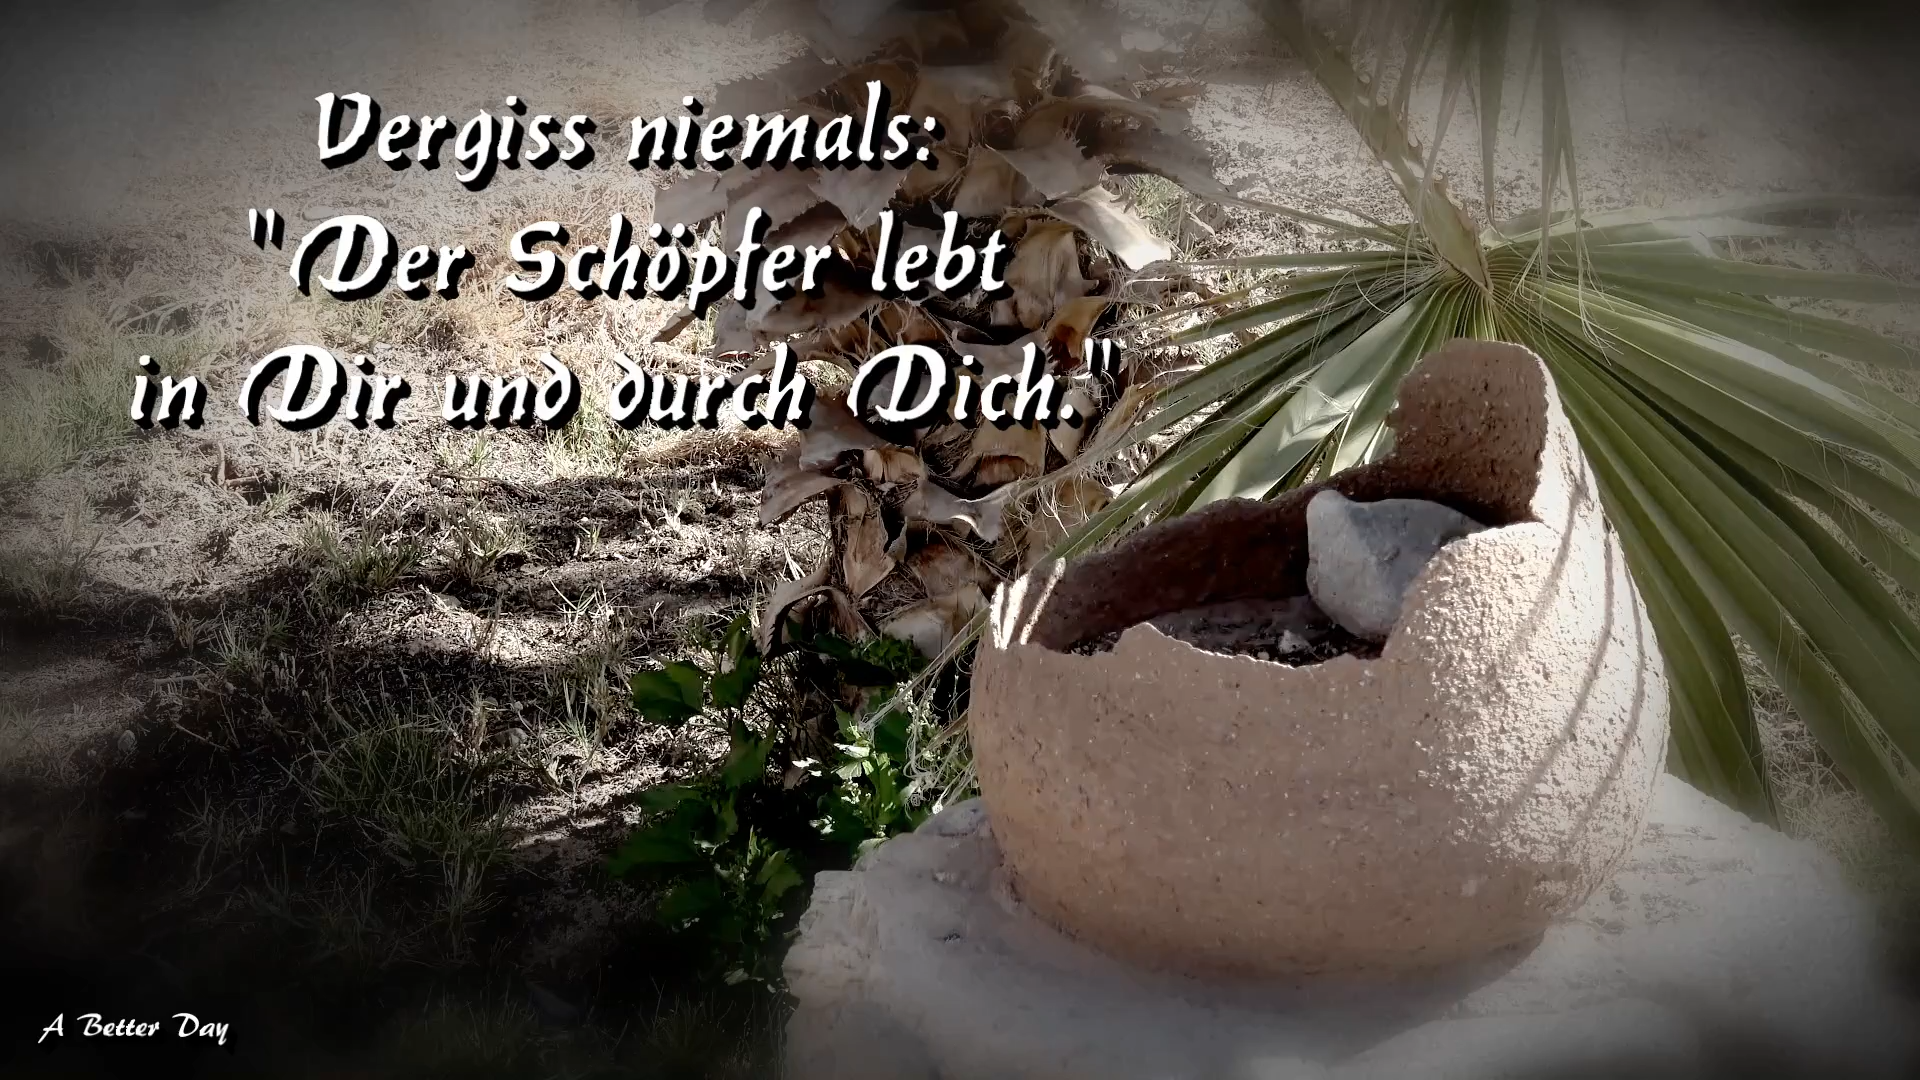 Vergiss niemals:
"Der Schöpfer lebt
in Dir und durch Dich."
A Better Day